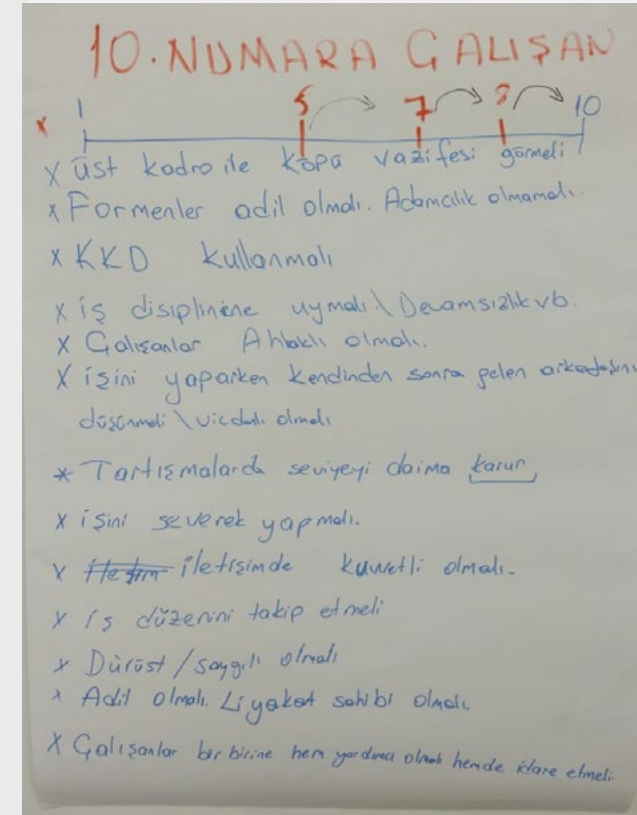 10. NUMARA ÇALIŞAN
x 1 5 7 8 10
x Üst kadro ile köprü vazifesi görmeli
x Formenler adil olmalı. Adamcılık olmamalı.
x KKD kullanmalı
x iş disiplinine uymalı \ Devamsızlık vb.
x Çalışanlar Ahlaklı olmalı.
x işini yaparken kendinden sonra gelen arkadaşını
düşünmeli \ vicdanlı olmalı
* Tartışmalarda seviyeyi daima korur
x işini severek yapmalı.
x iletişimde kuvvetli olmalı.
x iş düzenini takip etmeli
x Dürüst / saygılı olmalı
x Adil olmalı. Liyakat sahibi olmalı
x Çalışanlar bir birine hem yardımcı olmalı hemde idare etmeli